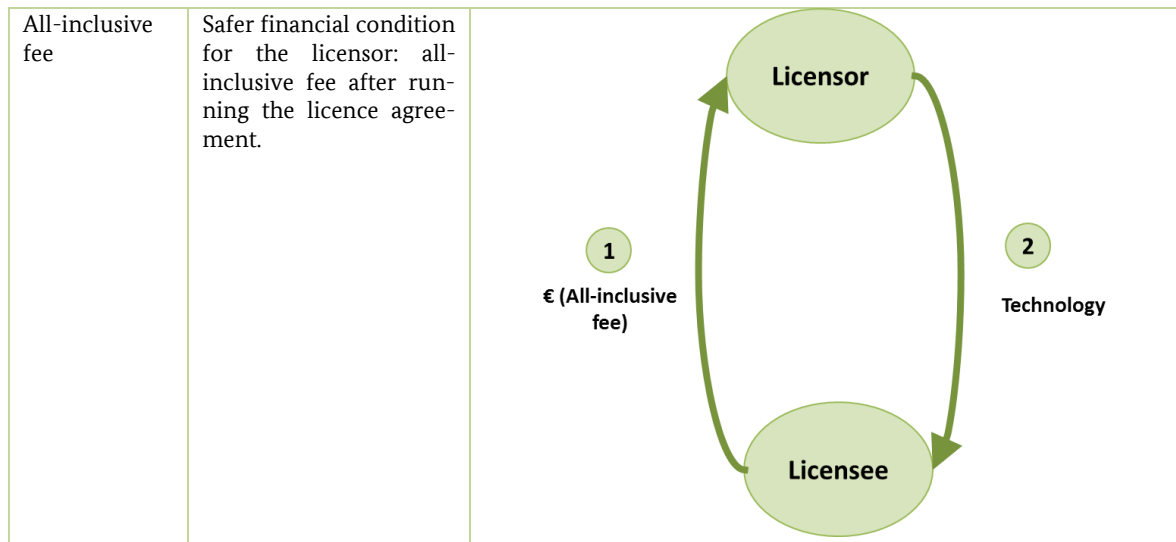 All-inclusive
fee
Safer financial condition
for the licensor: all-
inclusive fee after run-
ning the licence agree-
ment.
Licensor
1
€ (All-inclusive
fee)
2
Technology
Licensee